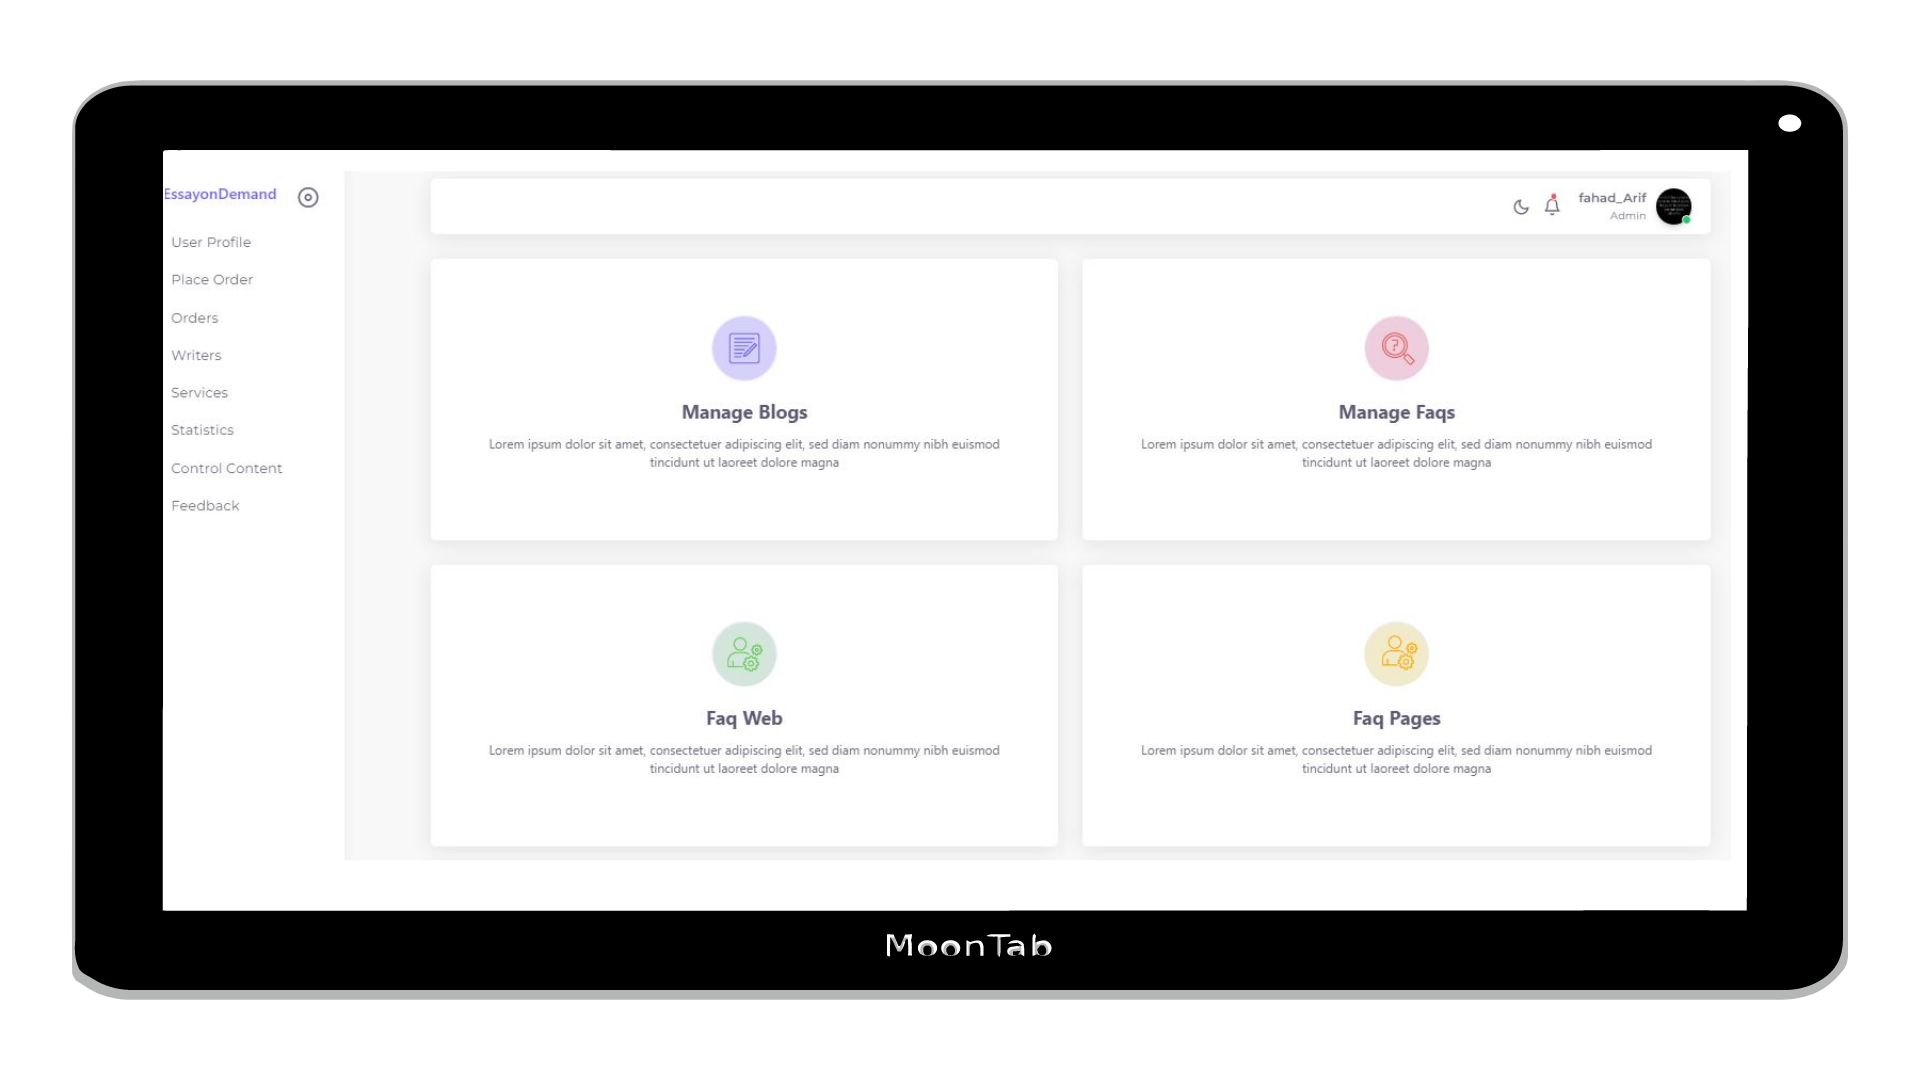 EssayonDemand
User Profile
Place Order
Orders
Writers
Services
Statistics
Control Content
Feedback
fahad_Arif
Admin
Manage Blogs
Lorem ipsum dolor sit amet, consectetuer adipiscing elit, sed diam nonummy nibh euismod
tincidunt ut laoreet dolore magna
Manage Faqs
Lorem ipsum dolor sit amet, consectetuer adipiscing elit, sed diam nonummy nibh euismod
tincidunt ut laoreet dolore magna
Faq Web
Lorem ipsum dolor sit amet, consectetuer adipiscing elit, sed diam nonummy nibh euismod
tincidunt ut laoreet dolore magna
Faq Pages
Lorem ipsum dolor sit amet, consectetuer adipiscing elit, sed diam nonummy nibh euismod
tincidunt ut laoreet dolore magna
MoonTab